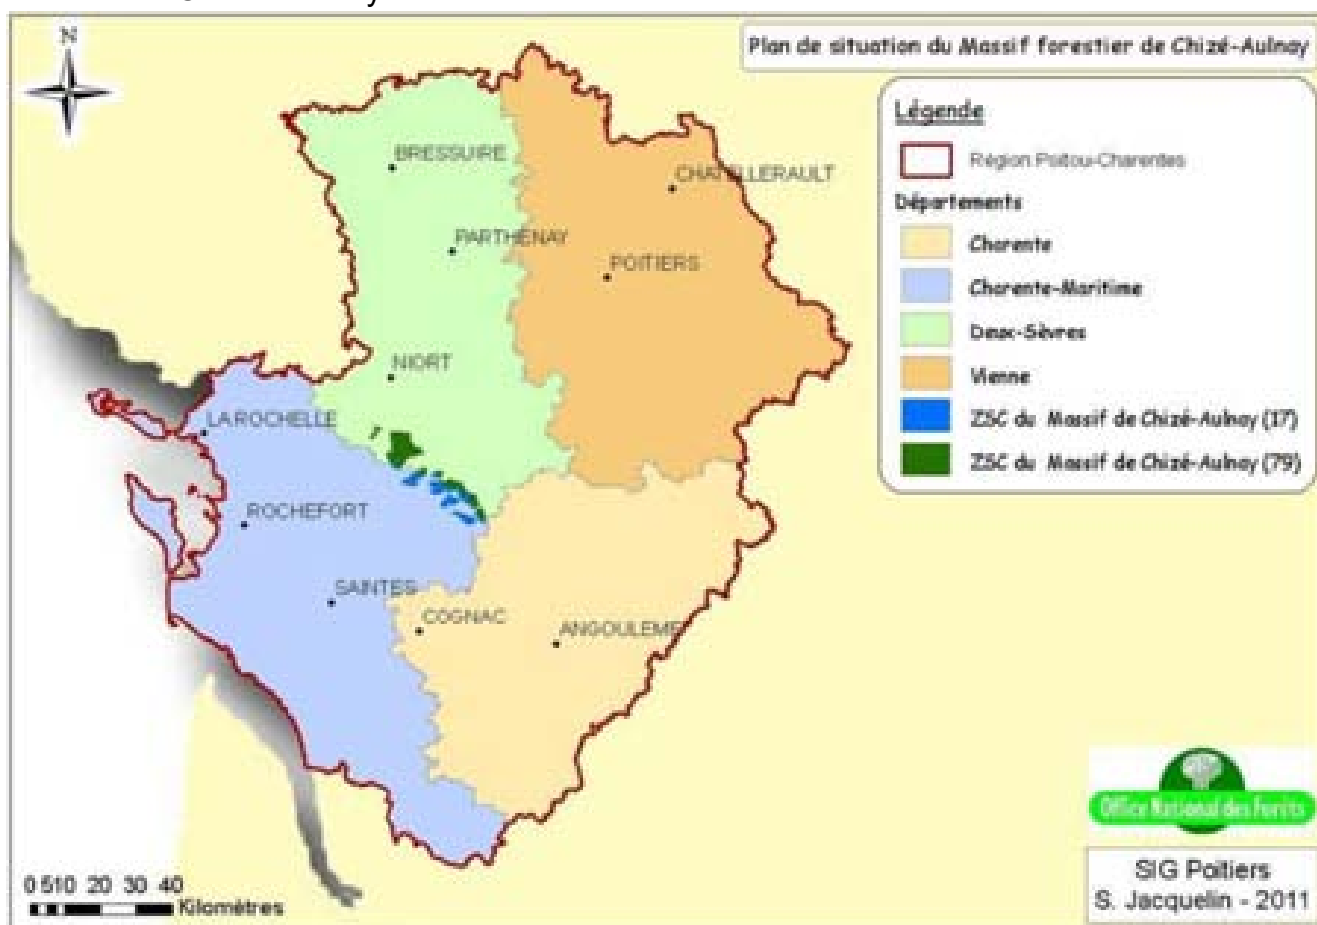 N
Plan de situation du Massif forestier de Chizé-Aulnay
Légende
Région Poitou-Charentes
Départements
Charente
Charente-Maritime
Deux-Sèvres
Vienne
ZSC du Massif de Chizé-Aulnay (17)
ZSC du Massif de Chizé-Aulnay (79)
BRESSUIRE
CHATELLERAULT
PARTHENAY
POITIERS
NIORT
LA ROCHELLE
ROCHEFORT
SAINTES
COGNAC
ANGOULEME
0 5 10 20 30 40
Kilomètres
Office National des Forêts
SIG Poitiers
S. Jacquelin - 2011